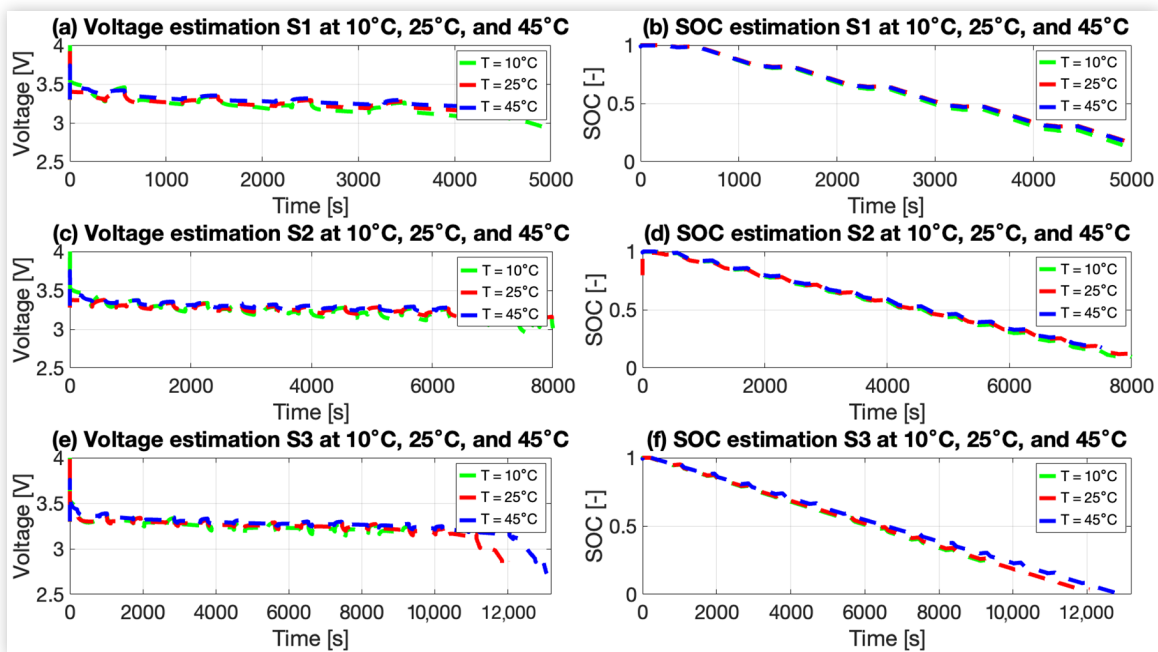 (a) Voltage estimation S1 at 10°C, 25°C, and 45°C
4
3.5
3
2.5
Voltage [V]
T = 10°C
T = 25°C
T = 45°C
0 1000 2000 3000 4000 5000
Time [s]
(b) SOC estimation S1 at 10°C, 25°C, and 45°C
1
0.5
0
SOC [-]
T = 10°C
T = 25°C
T = 45°C
0 1000 2000 3000 4000 5000
Time [s]
(c) Voltage estimation S2 at 10°C, 25°C, and 45°C
4
3.5
3
2.5
Voltage [V]
T = 10°C
T = 25°C
T = 45°C
0 2000 4000 6000 8000
Time [s]
(d) SOC estimation S2 at 10°C, 25°C, and 45°C
1
0.5
0
SOC [-]
T = 10°C
T = 25°C
T = 45°C
0 2000 4000 6000 8000
Time [s]
(e) Voltage estimation S3 at 10°C, 25°C, and 45°C
4
3.5
3
2.5
Voltage [V]
T = 10°C
T = 25°C
T = 45°C
0 2000 4000 6000 8000 10,000 12,000
Time [s]
(f) SOC estimation S3 at 10°C, 25°C, and 45°C
1
0.5
0
SOC [-]
T = 10°C
T = 25°C
T = 45°C
0 2000 4000 6000 8000 10,000 12,000
Time [s]